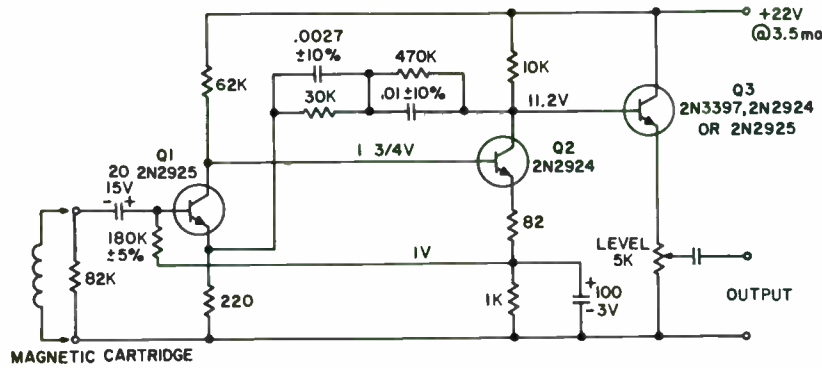 +22V
@3.5ma
.0027
±10%
470K
62K
30K
.01±10%
10K
11.2V
Q3
2N3397, 2N2924
OR 2N2925
Q1
2N2925
1 3/4V
Q2
2N2924
20
15V
- +
180K
±5%
82K
82
1V
LEVEL
5K
220
1K
+
100
-3V
OUTPUT
MAGNETIC CARTRIDGE